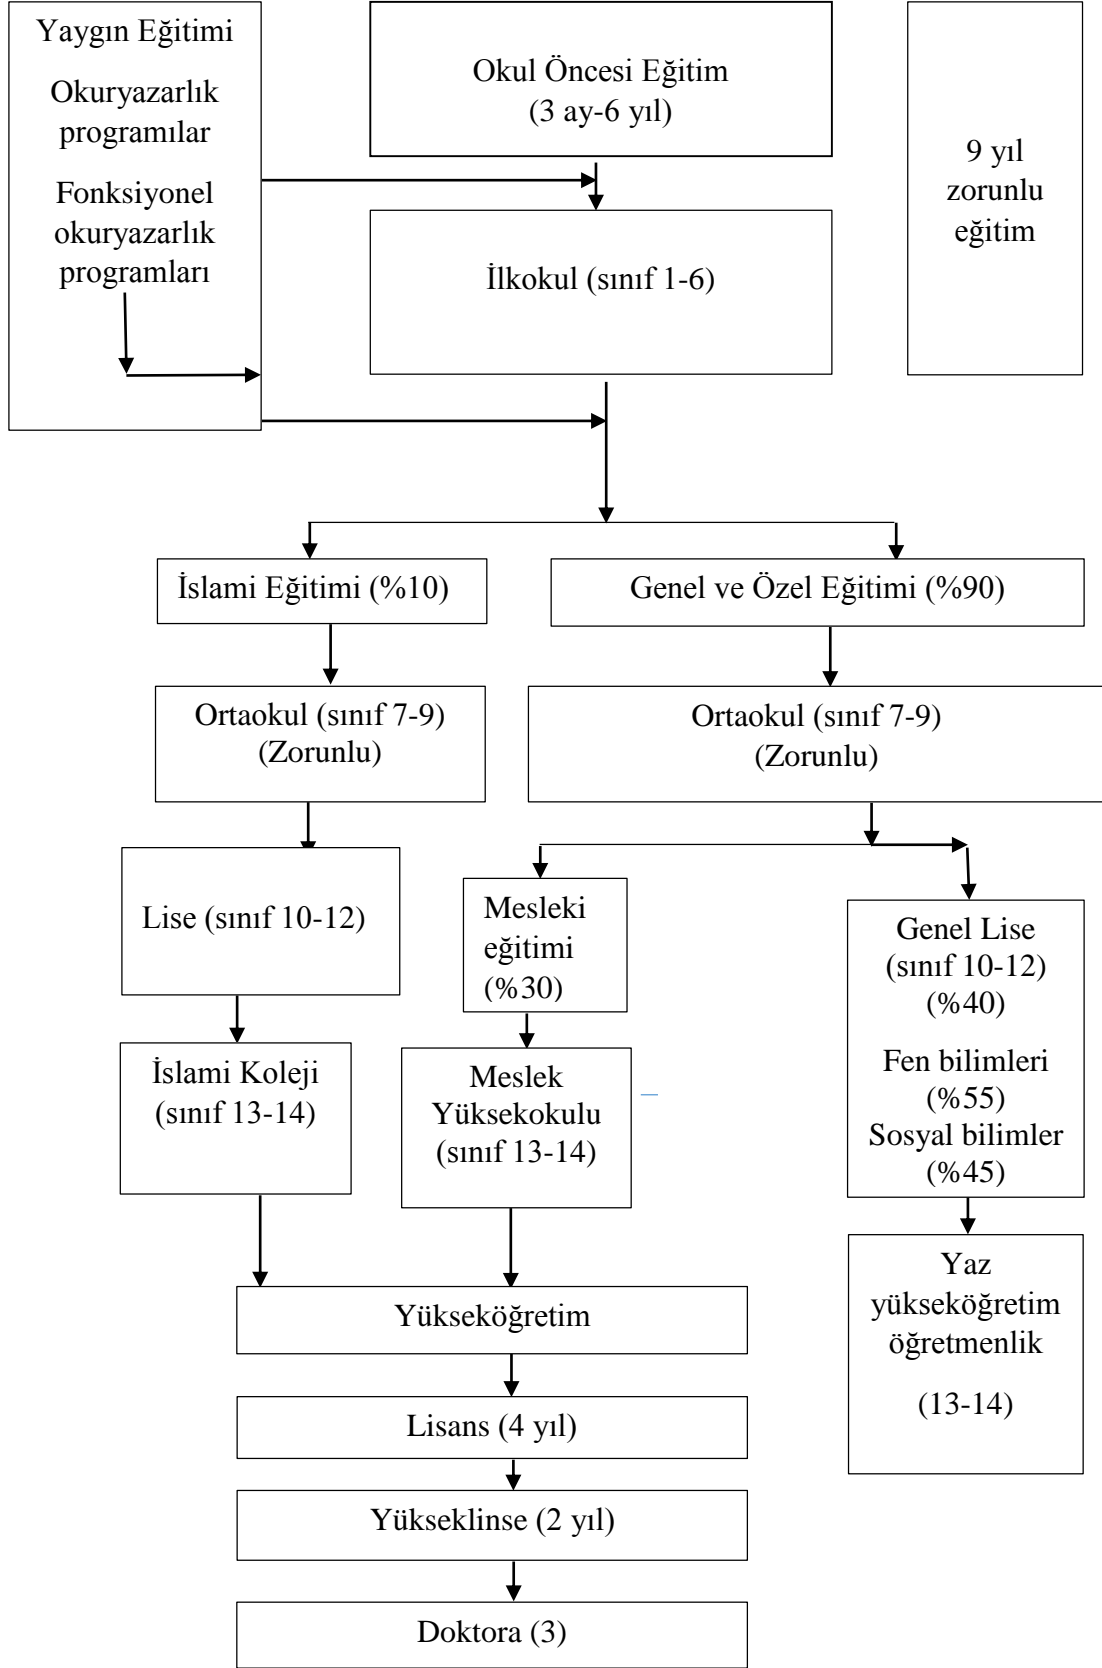 Yaygın Eğitimi
Okuryazarlık
programılar
Fonksiyonel
okuryazarlık
programları
Okul Öncesi Eğitim
(3 ay-6 yıl)
9 yıl
zorunlu
eğitim
İlkokul (sınıf 1-6)
İslami Eğitimi (%10)
Genel ve Özel Eğitimi (%90)
Ortaokul (sınıf 7-9)
(Zorunlu)
Ortaokul (sınıf 7-9)
(Zorunlu)
Lise (sınıf 10-12)
Mesleki
eğitimi
(%30)
Genel Lise
(sınıf 10-12)
(%40)
Fen bilimleri
(%55)
Sosyal bilimler
(%45)
İslami Koleji
(sınıf 13-14)
Meslek
Yüksekokulu
(sınıf 13-14)
Yaz
yükseköğretim
öğretmenlik
(13-14)
Yükseköğretim
Lisans (4 yıl)
Yükseklinse (2 yıl)
Doktora (3)